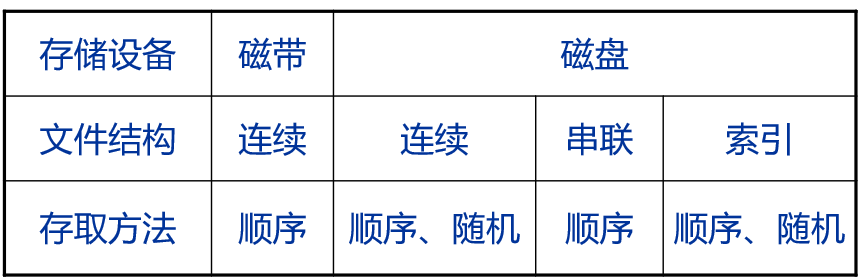 存储设备 磁带 磁盘
文件结构 连续 连续 串联 索引
存取方法 顺序 顺序、随机 顺序 顺序、随机